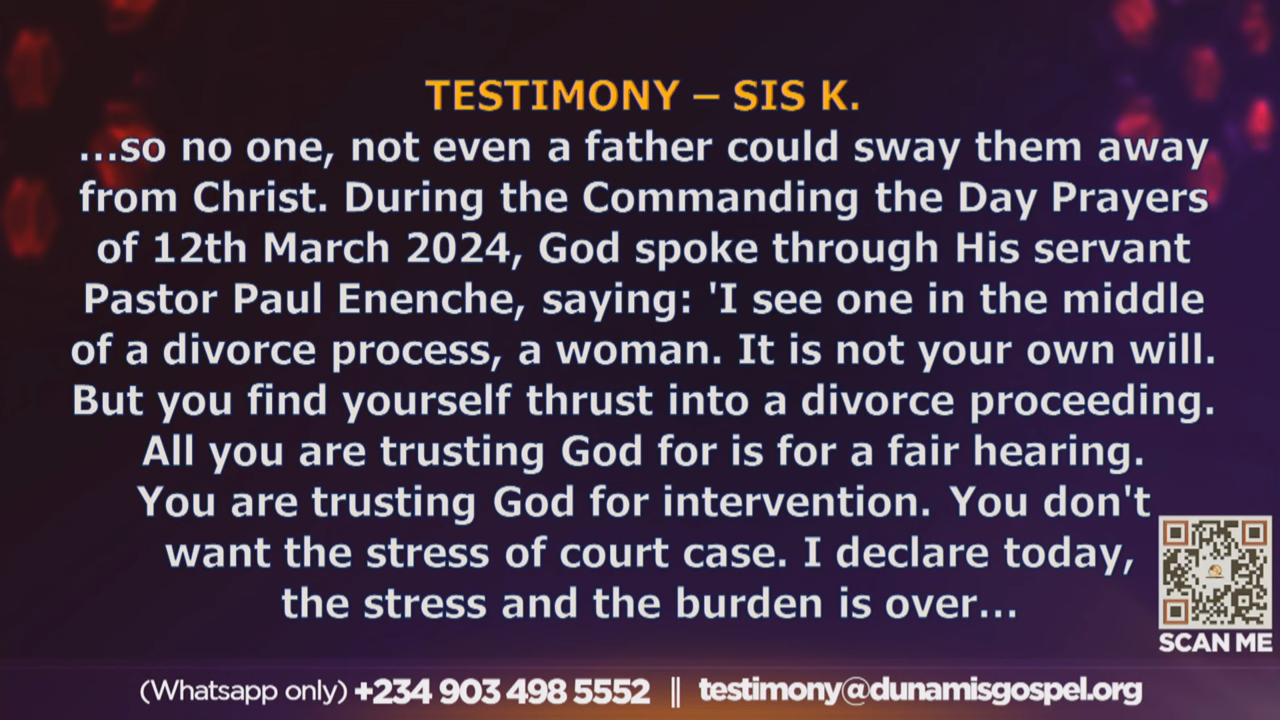 TESTIMONY – SIS K.
...so no one, not even a father could sway them away
from Christ. During the Commanding the Day Prayers
of 12th March 2024, God spoke through His servant
Pastor Paul Enenche, saying: 'I see one in the middle
of a divorce process, a woman. It is not your own will.
But you find yourself thrust into a divorce proceeding.
All you are trusting God for is for a fair hearing.
You are trusting God for intervention. You don't
want the stress of court case. I declare today,
the stress and the burden is over...
SCAN ME
(Whatsapp only) +234 903 498 5552 || testimony@dunamisgospel.org